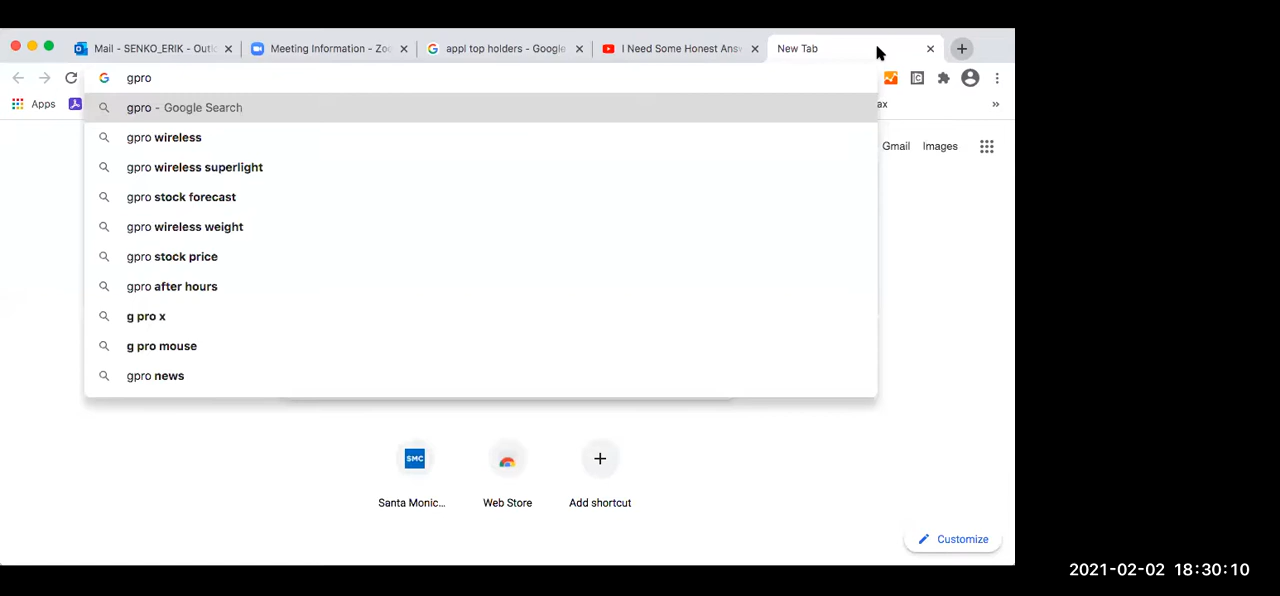 Mail - SENKO_ERIK - Outlo
Meeting Information - Zoo
appl top holders - Google
I Need Some Honest Answ
New Tab
gpro
Apps
ax
»
gpro - Google Search
gpro wireless
gpro wireless superlight
gpro stock forecast
gpro wireless weight
gpro stock price
gpro after hours
g pro x
g pro mouse
gpro news
Gmail
Images
SMC
Santa Monic...
Web Store
Add shortcut
Customize
2021-02-02 18:30:10